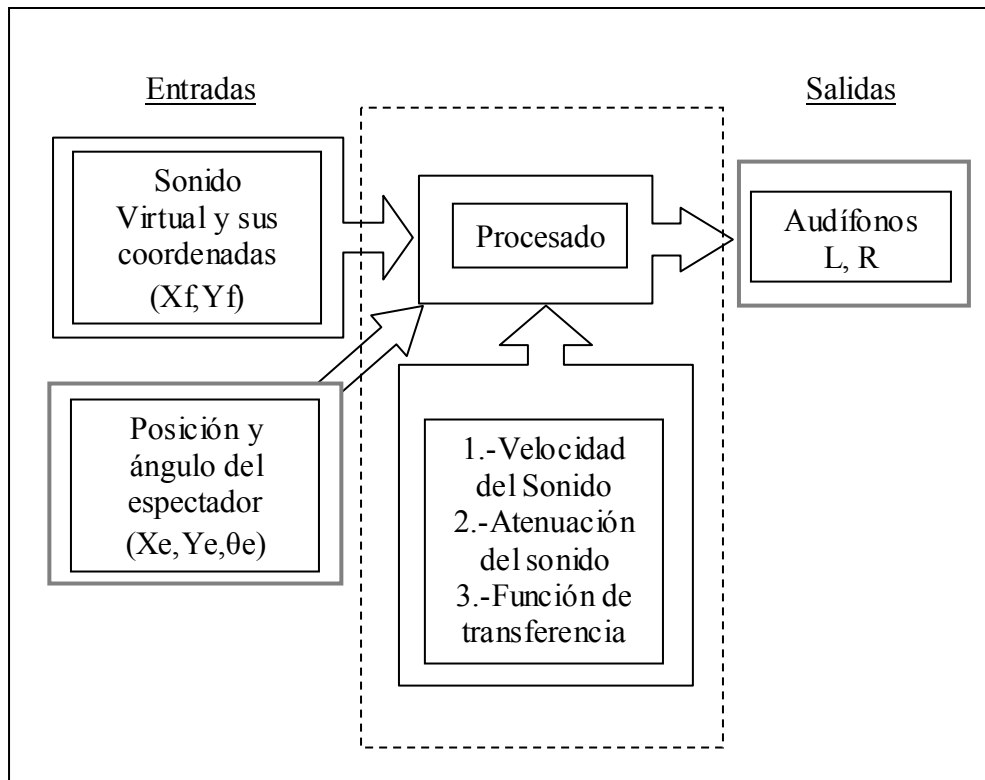 Entradas
Salidas
Sonido
Virtual y sus
coordenadas
(Xf,Yf)
Procesado
Audífonos
L, R
Posición y
ángulo del
espectador
(Xe,Ye,θe)
1.-Velocidad
del Sonido
2.-Atenuación
del sonido
3.-Función de
transferencia